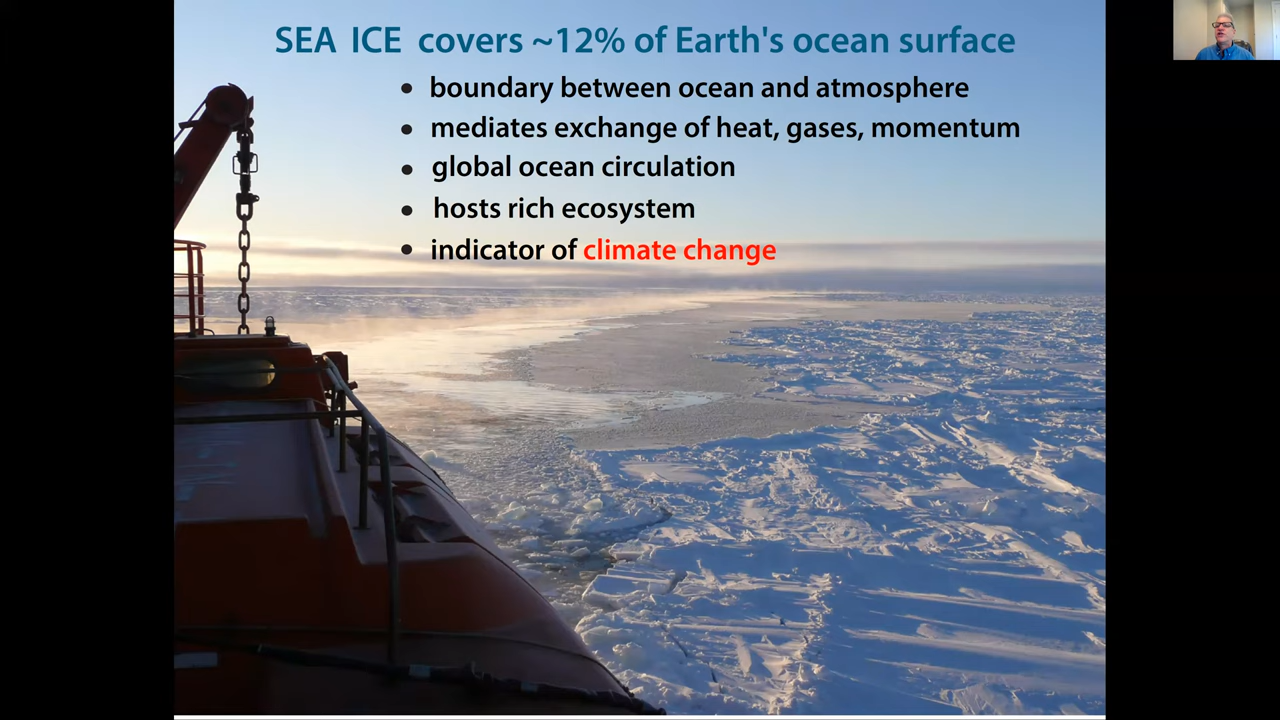 SEA ICE covers ~12% of Earth's ocean surface
• boundary between ocean and atmosphere
• mediates exchange of heat, gases, momentum
• global ocean circulation
• hosts rich ecosystem
• indicator of climate change